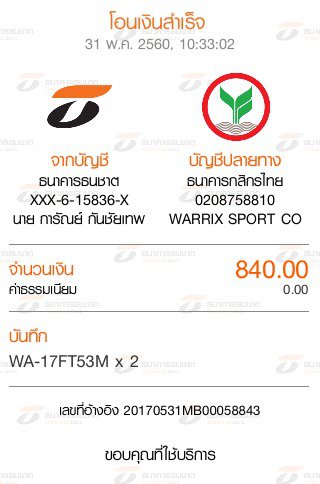 โอนเงินสำเร็จ
31 พ.ค. 2560, 10:33:02
จากบัญชี
ธนาคารธนชาต
XXX-6-15836-X
นาย การัณย์ กันชัยเทพ
บัญชีปลายทาง
ธนาคารกสิกรไทย
0208758810
WARRIX SPORT CO
จำนวนเงิน 840.00
ค่าธรรมเนียม 0.00
บันทึก
WA-17FT53M x 2
เลขที่อ้างอิง 20170531MB00058843
ขอบคุณที่ใช้บริการ